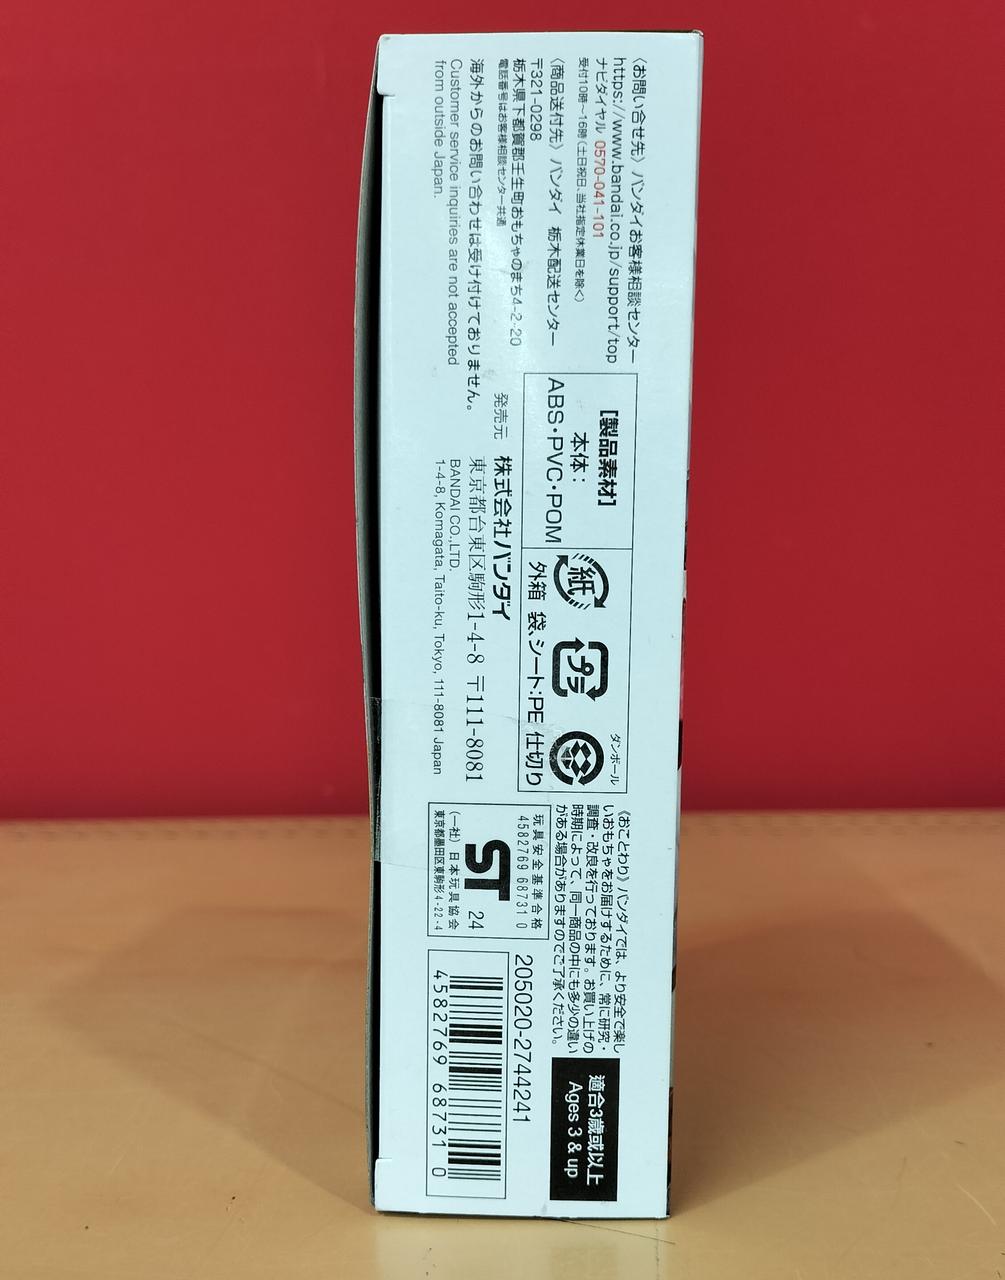 〈お問い合せ先〉バンダイお客様相談センター
https://www.bandai.co.jp/support/top
ナビダイヤル 0570-041-101
受付10時～16時(土日祝日、当社指定休業日を除く)
〈商品送付先〉バンダイ 栃木配送センター
〒321-0298
栃木県下都賀郡壬生町おもちゃのまち4-2-20
電話番号はお客様相談センター共通
海外からのお問い合わせは受け付けておりません。
Customer service inquiries are not accepted
from outside Japan.
[製品素材]
本体:
ABS・PVC・POM
紙
外箱
プラ
袋、シート:PE
ダンボール
仕切り
発売元 株式会社バンダイ
東京都台東区駒形1-4-8 〒111-8081
BANDAI CO.,LTD.
1-4-8, Komagata, Taito-ku, Tokyo, 111-8081 Japan
《おことわり》バンダイでは、より安全で楽し
いおもちゃをお届けするために、常に研究・
調査・改良を行っております。お買い上げの
時期によって、同一商品の中にも多少の違い
がある場合がありますのでご了承ください。
玩具安全基準合格
4582769 68731 0
ST 24
(一社)日本玩具協会
東京都墨田区東駒形4-22-4
適合3歳或以上
Ages 3 & up
205020-2744241
4582769 68731 0